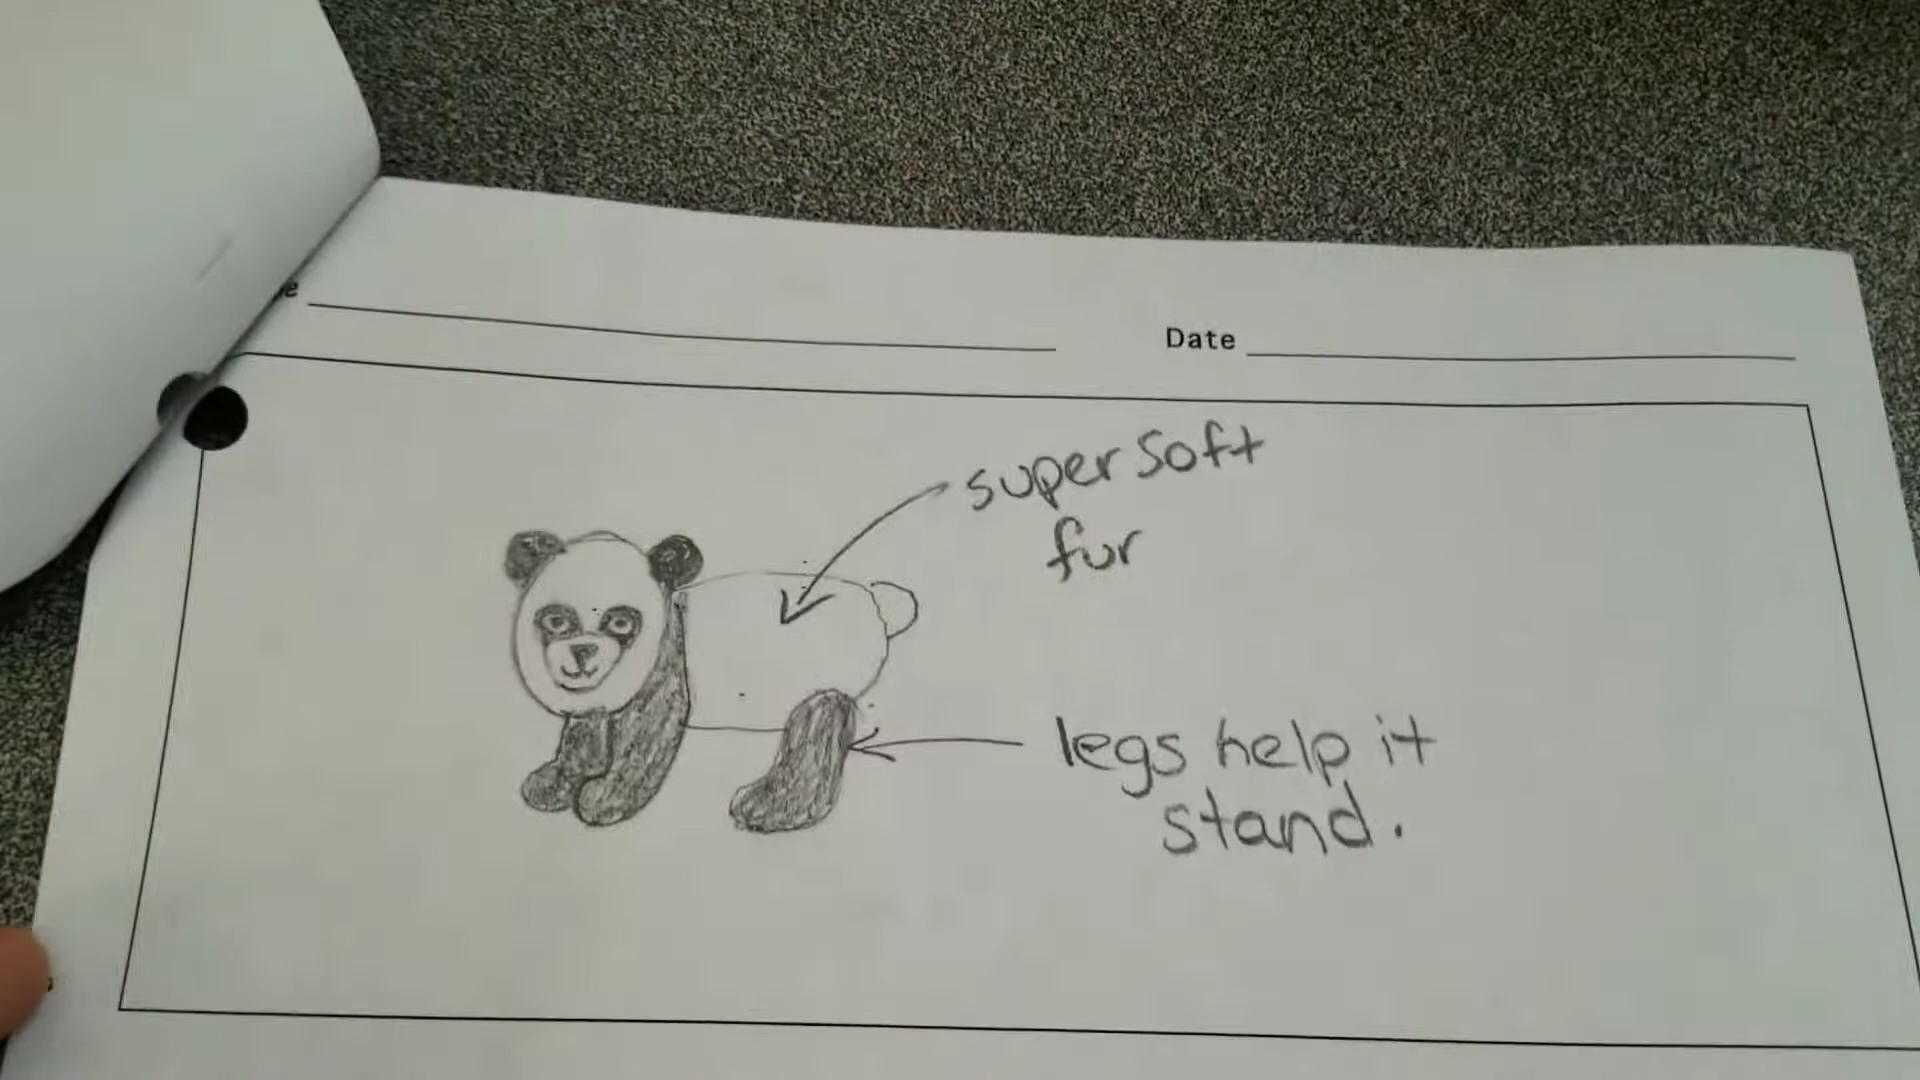 Date
super soft
fur
legs help it
stand.